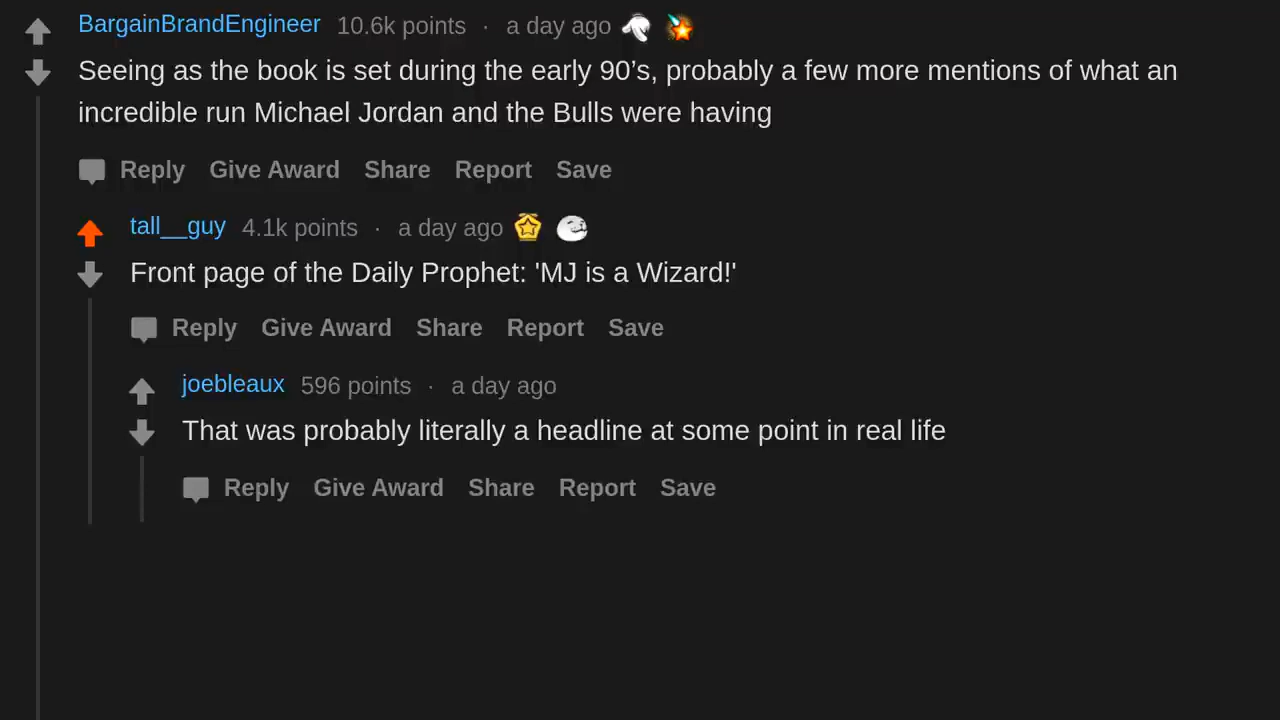 BargainBrandEngineer 10.6k points · a day ago
Seeing as the book is set during the early 90’s, probably a few more mentions of what an
incredible run Michael Jordan and the Bulls were having
Reply Give Award Share Report Save
tall__guy 4.1k points · a day ago
Front page of the Daily Prophet: 'MJ is a Wizard!'
Reply Give Award Share Report Save
joebleaux 596 points · a day ago
That was probably literally a headline at some point in real life
Reply Give Award Share Report Save